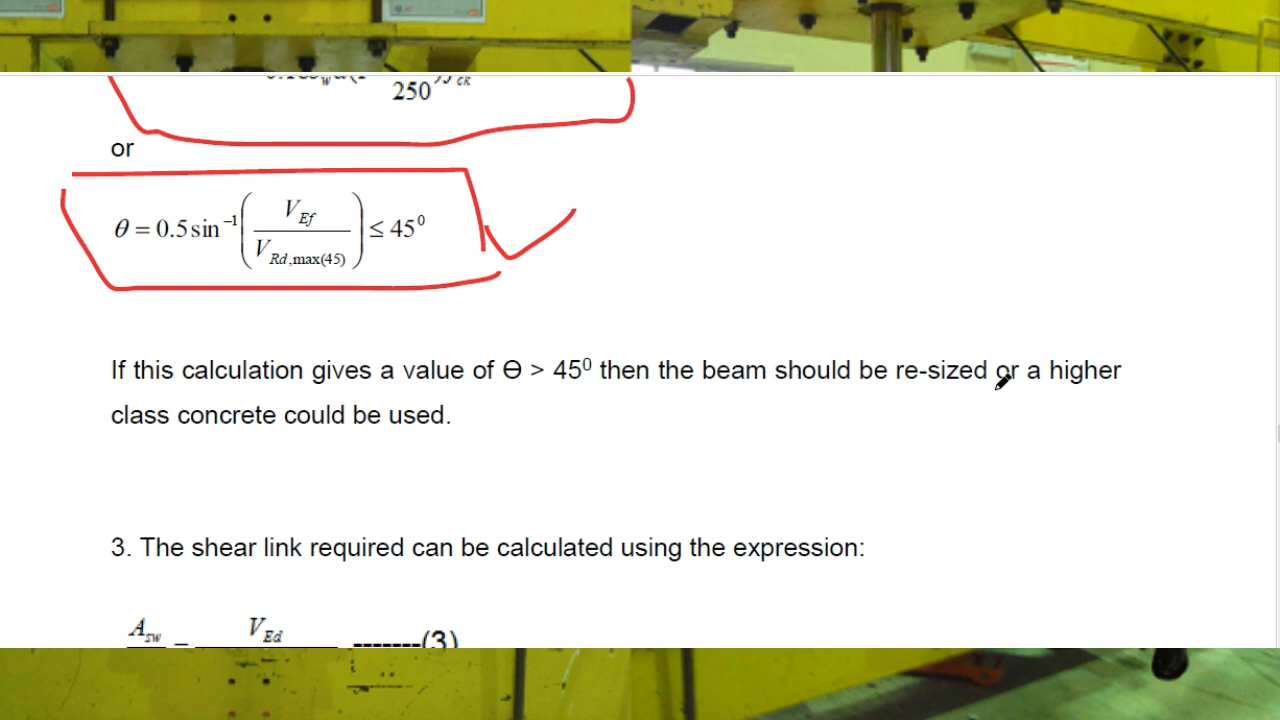 250
or
θ = 0.5 sin⁻¹ ( V_Ef / V_Rd,max(45) ) ≤ 45⁰
If this calculation gives a value of Ɵ > 45⁰ then the beam should be re-sized or a higher
class concrete could be used.
3. The shear link required can be calculated using the expression:
A_sw = V_Ed -------(3)